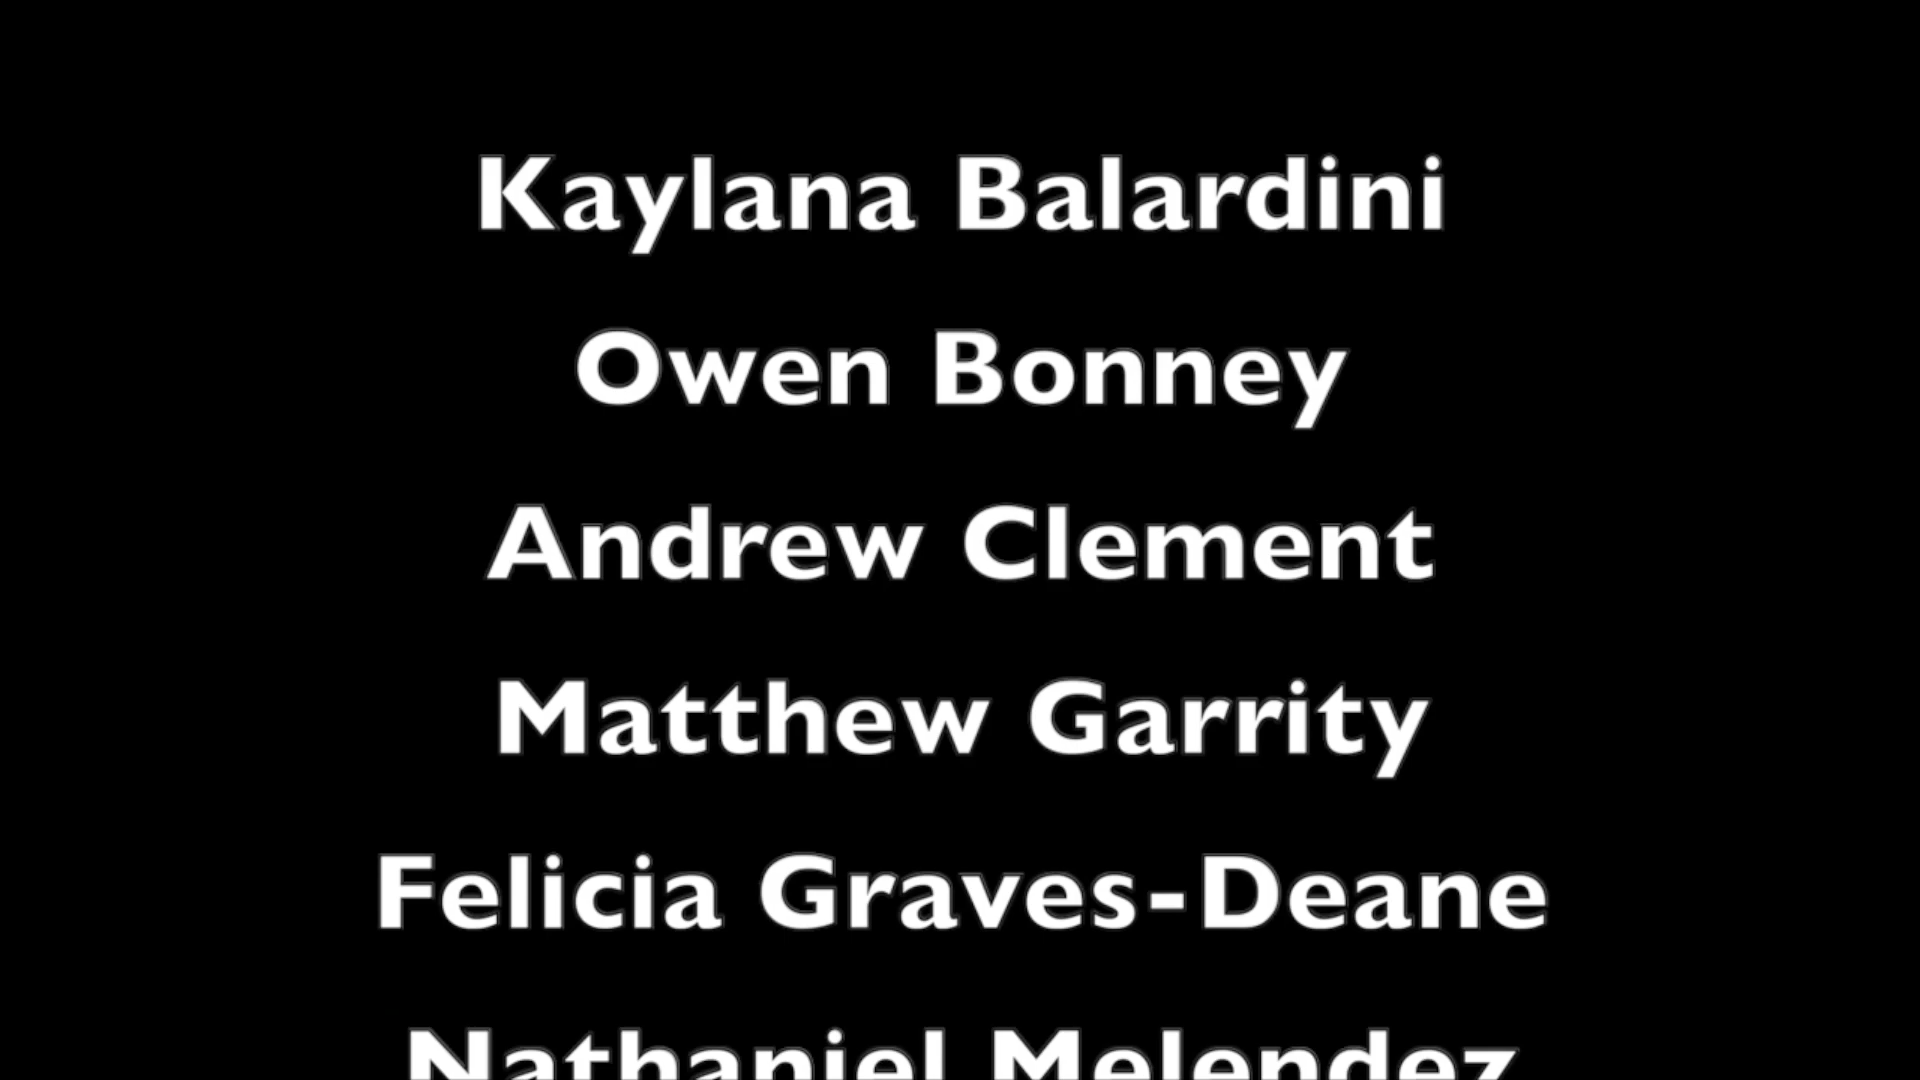 Kaylana Balardini
Owen Bonney
Andrew Clement
Matthew Garrity
Felicia Graves-Deane
Nathaniel Melendez